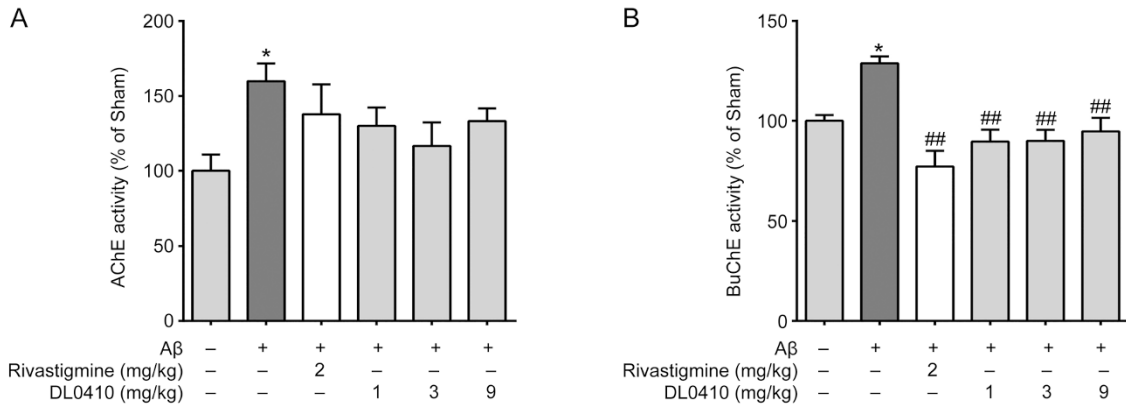 A
AChE activity (% of Sham)
200
150
100
50
0
*
Aβ – + + + + +
Rivastigmine (mg/kg) – – 2 – – –
DL0410 (mg/kg) – – – 1 3 9
B
BuChE activity (% of Sham)
150
100
50
0
*
##
##
##
##
Aβ – + + + + +
Rivastigmine (mg/kg) – – 2 – – –
DL0410 (mg/kg) – – – 1 3 9